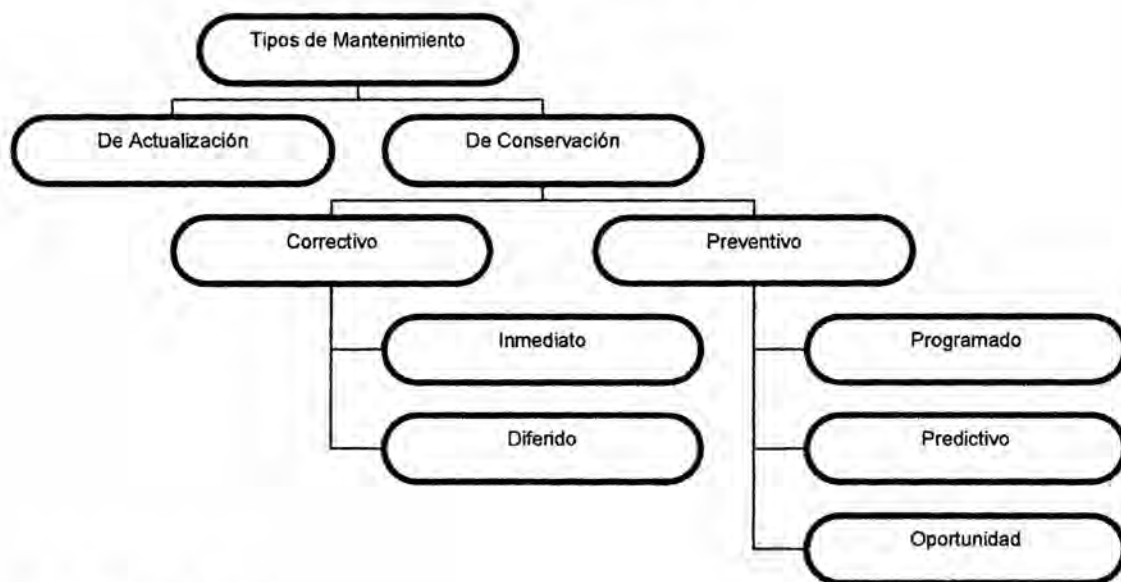 Tipos de Mantenimiento
De Actualización
De Conservación
Correctivo
Preventivo
Inmediato
Programado
Diferido
Predictivo
Oportunidad